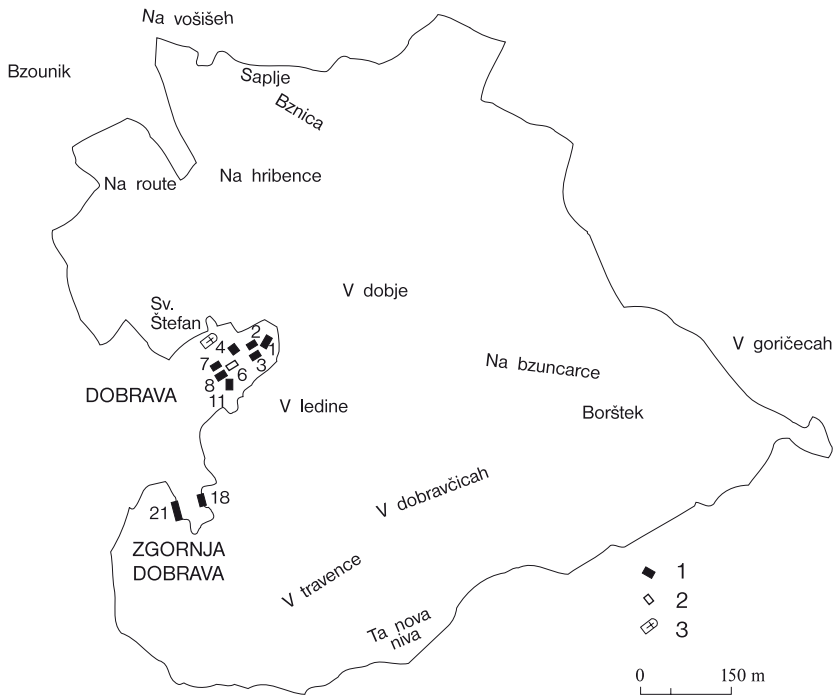 Na vošišeh
Bzounik
Saplje
Bznica
Na route
Na hribence
V dobje
Sv.
Štefan
2
1
4
3
7
6
8
11
V goričecah
Na bzuncarce
DOBRAVA
V ledine
Borštek
V dobravčicah
18
21
ZGORNJA
DOBRAVA
V travence
Ta nova
niva
1
2
3
0 150 m